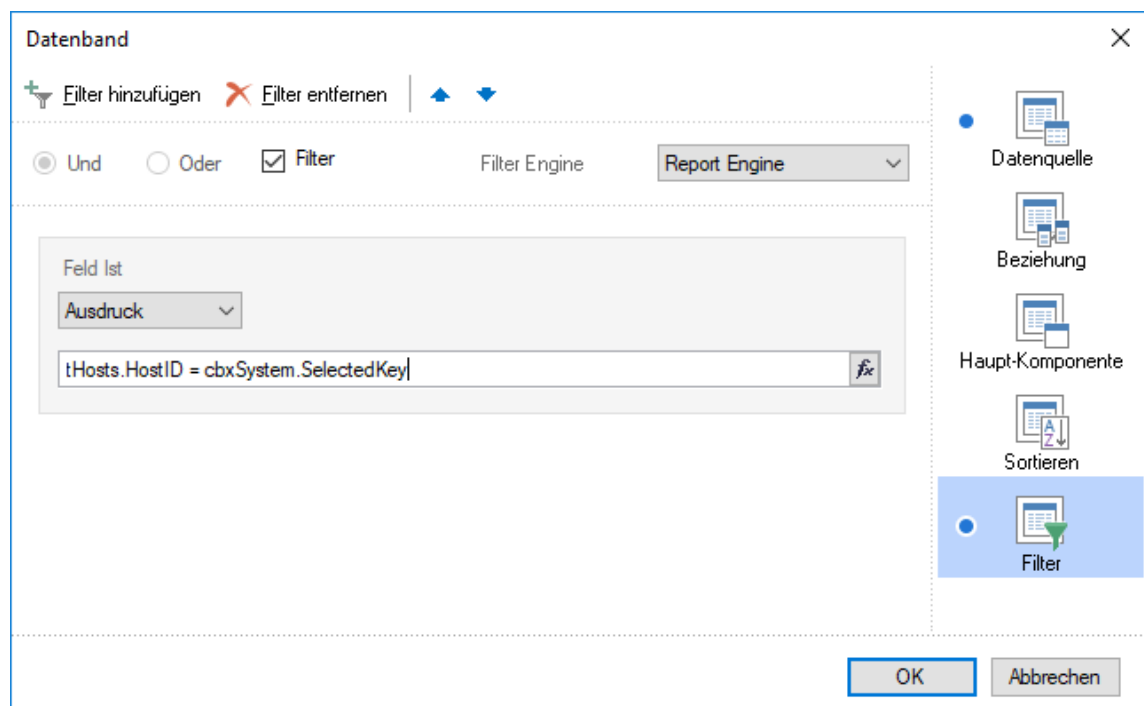 Datenband
Filter hinzufügen Filter entfernen
Und Oder Filter Filter Engine Report Engine
Feld Ist
Ausdruck
tHosts.HostID = cbxSystem.SelectedKey fx
Datenquelle
Beziehung
Haupt-Komponente
A
Z
Sortieren
Filter
OK Abbrechen